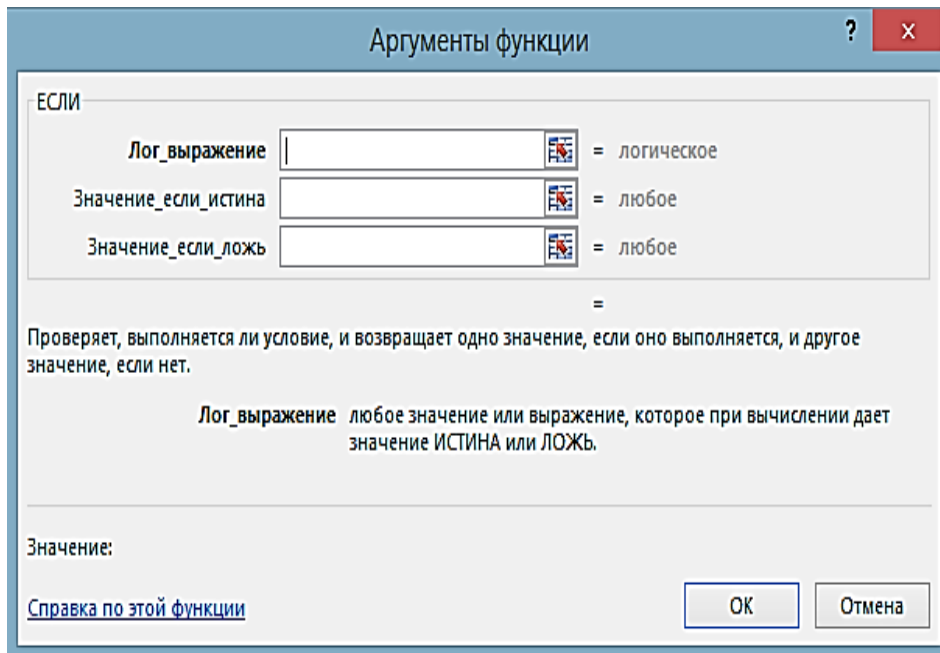 Аргументы функции
?
x
ЕСЛИ
Лог_выражение
= логическое
Значение_если_истина
= любое
Значение_если_ложь
= любое
=
Проверяет, выполняется ли условие, и возвращает одно значение, если оно выполняется, и другое
значение, если нет.
Лог_выражение любое значение или выражение, которое при вычислении дает
значение ИСТИНА или ЛОЖЬ.
Значение:
Справка по этой функции
ОК
Отмена